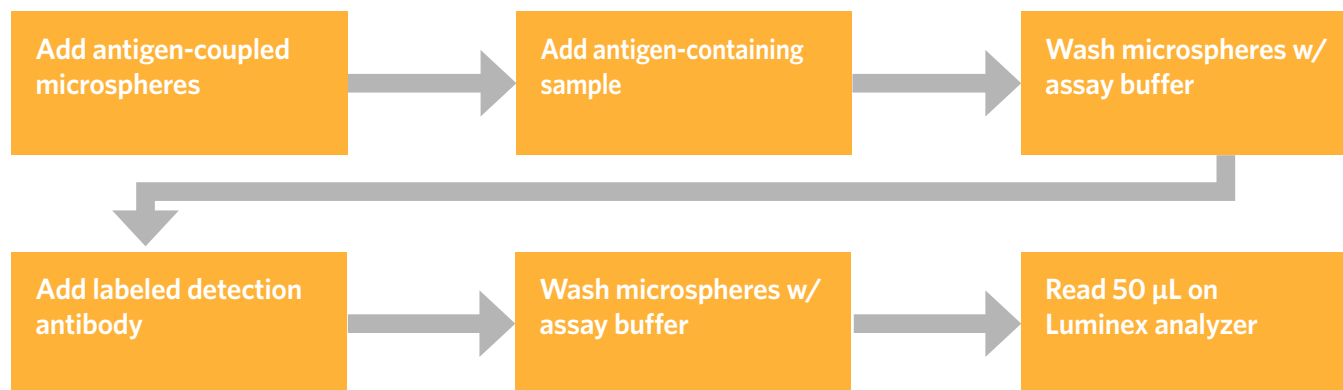 Add antigen-coupled
microspheres
Add antigen-containing
sample
Wash microspheres w/
assay buffer
Add labeled detection
antibody
Wash microspheres w/
assay buffer
Read 50 µL on
Luminex analyzer